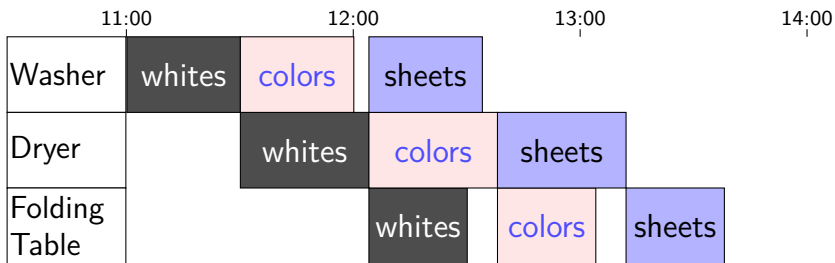 11:00 12:00 13:00 14:00
Washer whites colors sheets
Dryer whites colors sheets
Folding
Table whites colors sheets